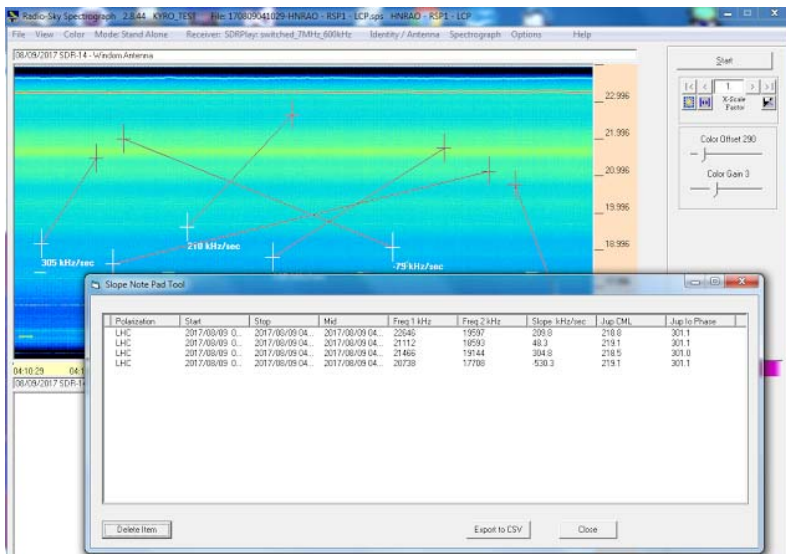 Radio-Sky Spectrograph 2.8.44 KYRO_TEST File: 170809041029-HNRAO - RSP1 - LCP.sps HNRAO - RSP1 - LCP
File View Color Mode: Stand Alone Receiver: SDRPlay: switched_7MHz_600kHz Identity / Antenna Spectrograph Options Help
08/09/2017 SDR-14 - Windom Antenna
Start
22.996
1
X-Scale
Factor
21.996
Color Offset 290
20.996
Color Gain 3
19.996
210 kHz/sec
18.996
305 kHz/sec
-79 kHz/sec
Slope Note Pad Tool
Polarization Start Stop Mid Freq 1 kHz Freq 2 kHz Slope kHz/sec Jup CML Jup Io Phase
LHC 2017/08/09 0... 2017/08/09 04... 2017/08/09 04... 22646 19597 209.8 218.8 301.1
LHC 2017/08/09 0... 2017/08/09 04... 2017/08/09 04... 21112 18593 48.3 219.1 301.1
LHC 2017/08/09 0... 2017/08/09 04... 2017/08/09 04... 21466 19144 304.8 218.5 301.0
LHC 2017/08/09 0... 2017/08/09 04... 2017/08/09 04... 20738 17708 -530.3 219.1 301.1
04:10:29 04:1
08/09/2017 SDR-14
Delete Item Export to CSV Close